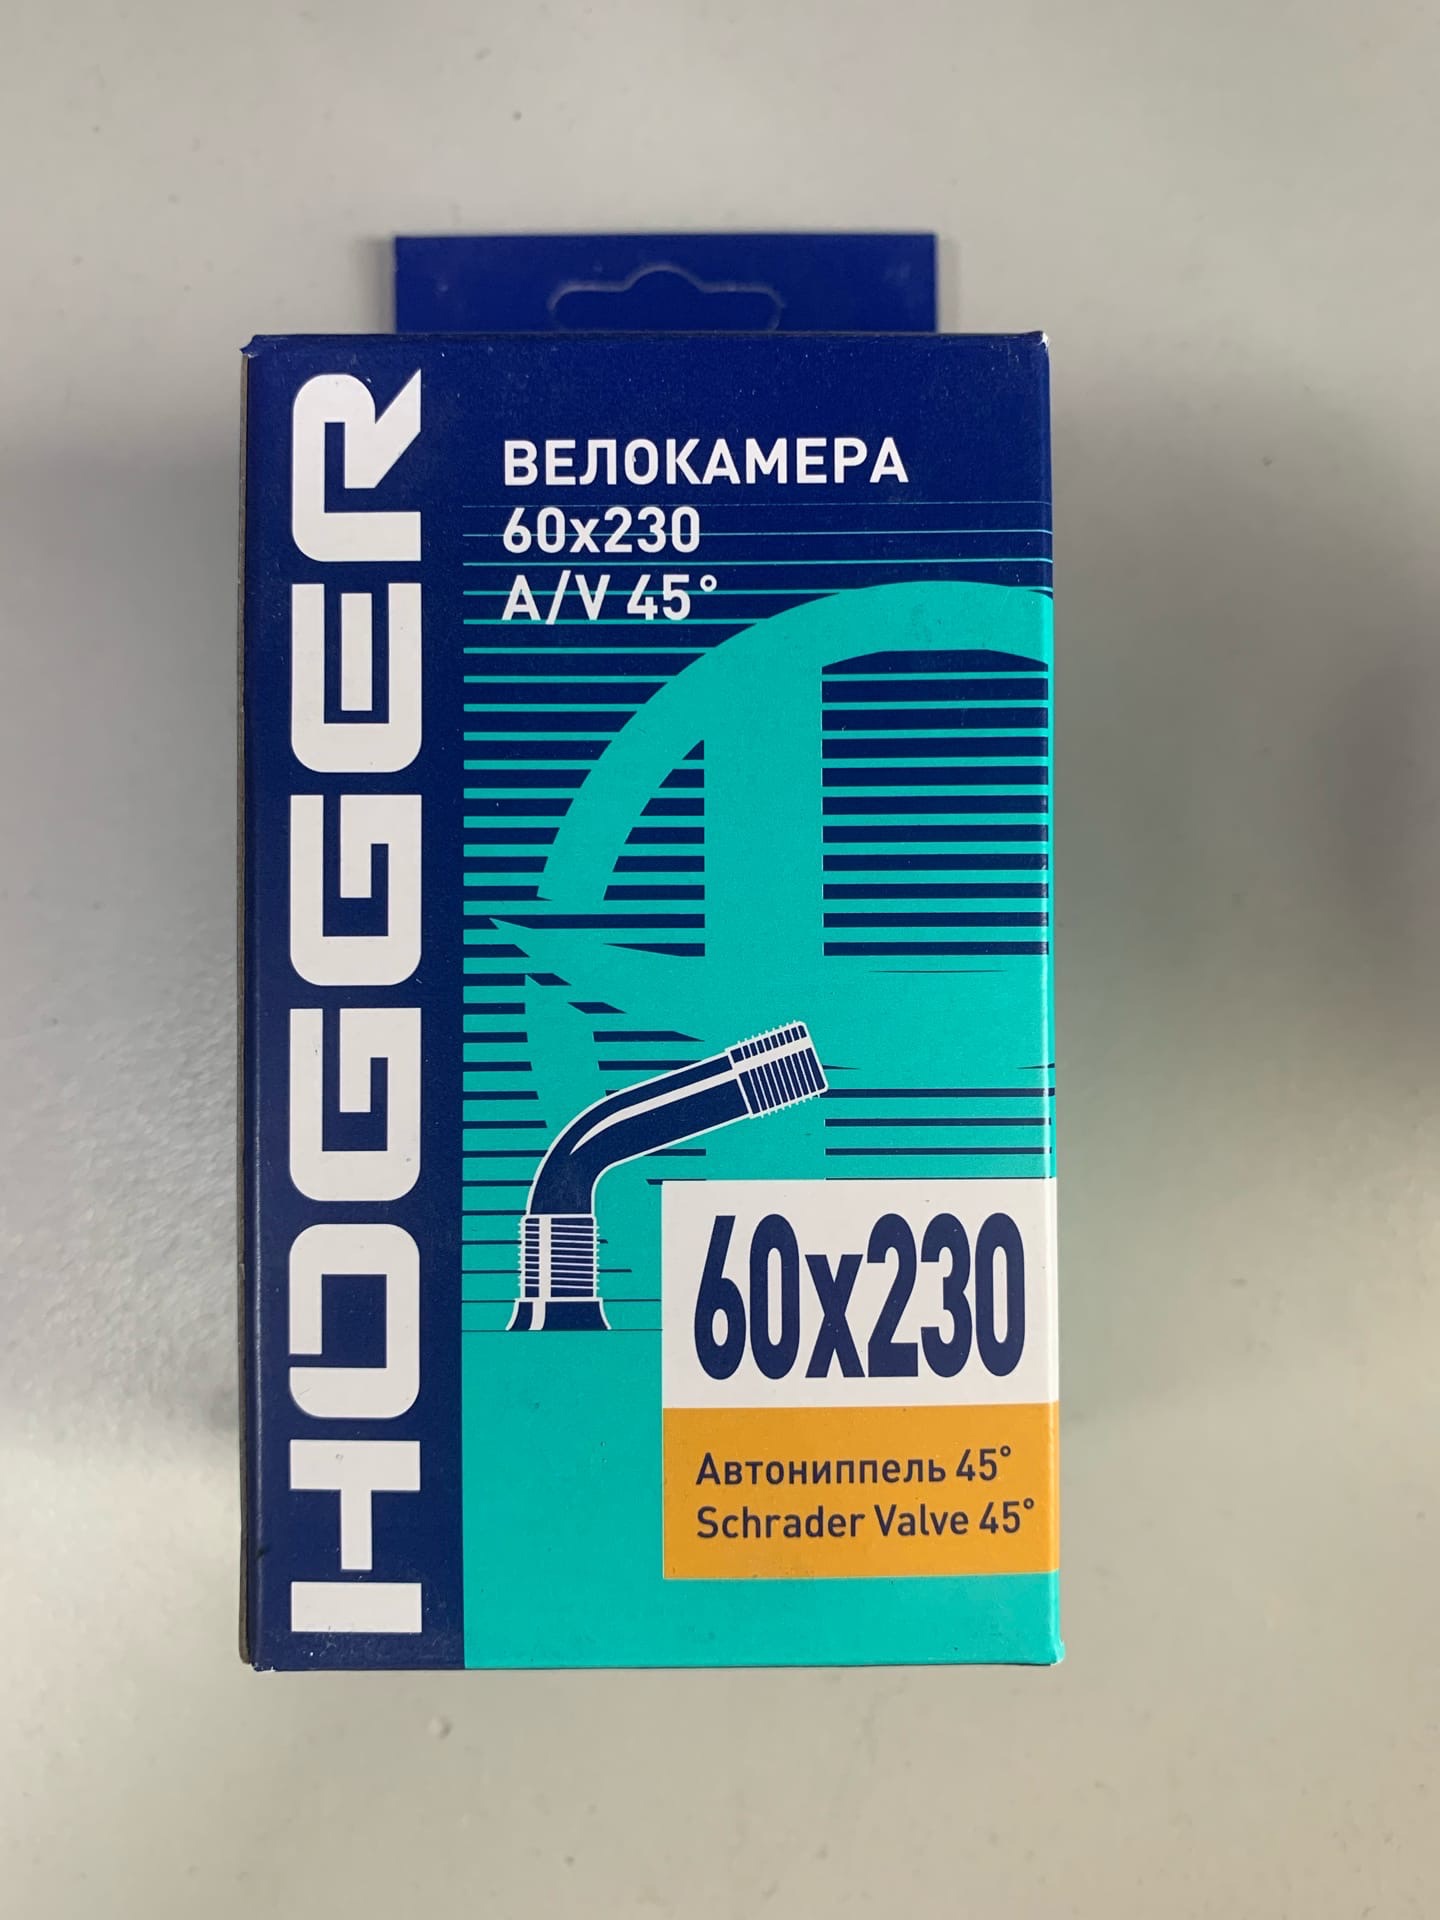 HOGGER
ВЕЛОКАМЕРА
60x230
A/V 45°
60x230
Автониппель 45°
Schrader Valve 45°